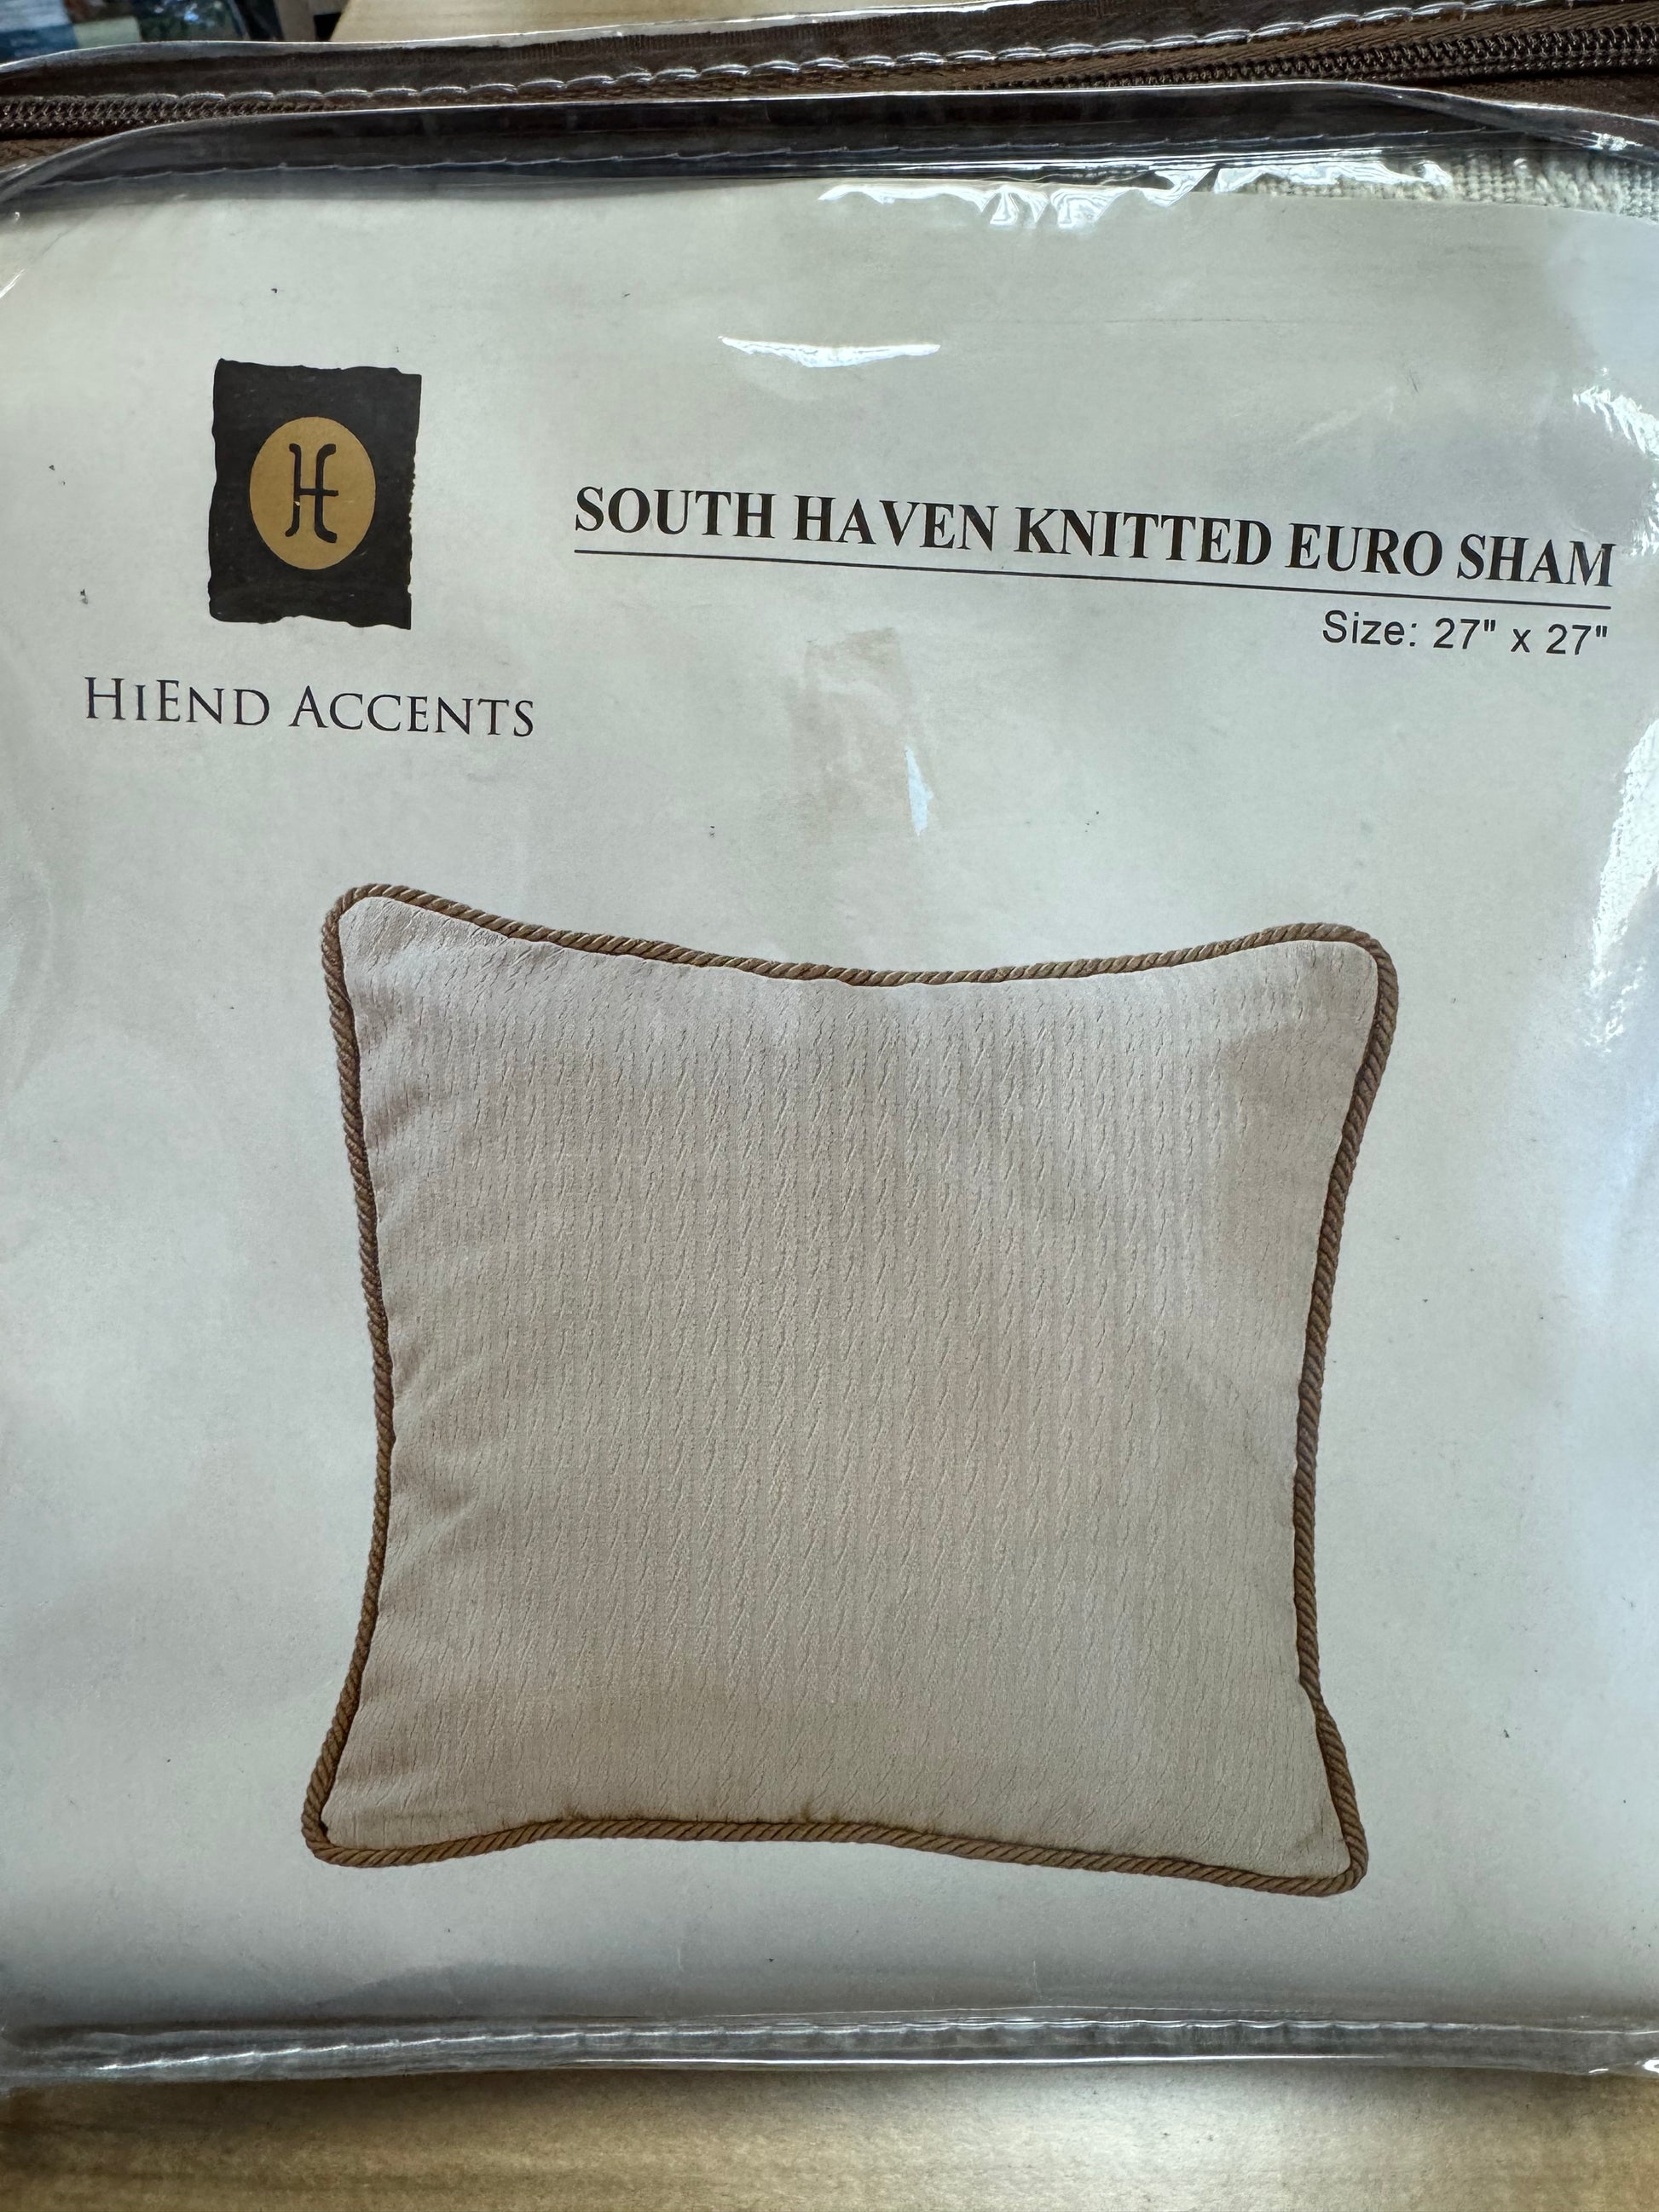 H
SOUTH HAVEN KNITTED EURO SHAM
Size: 27" x 27"
HIEND ACCENTS